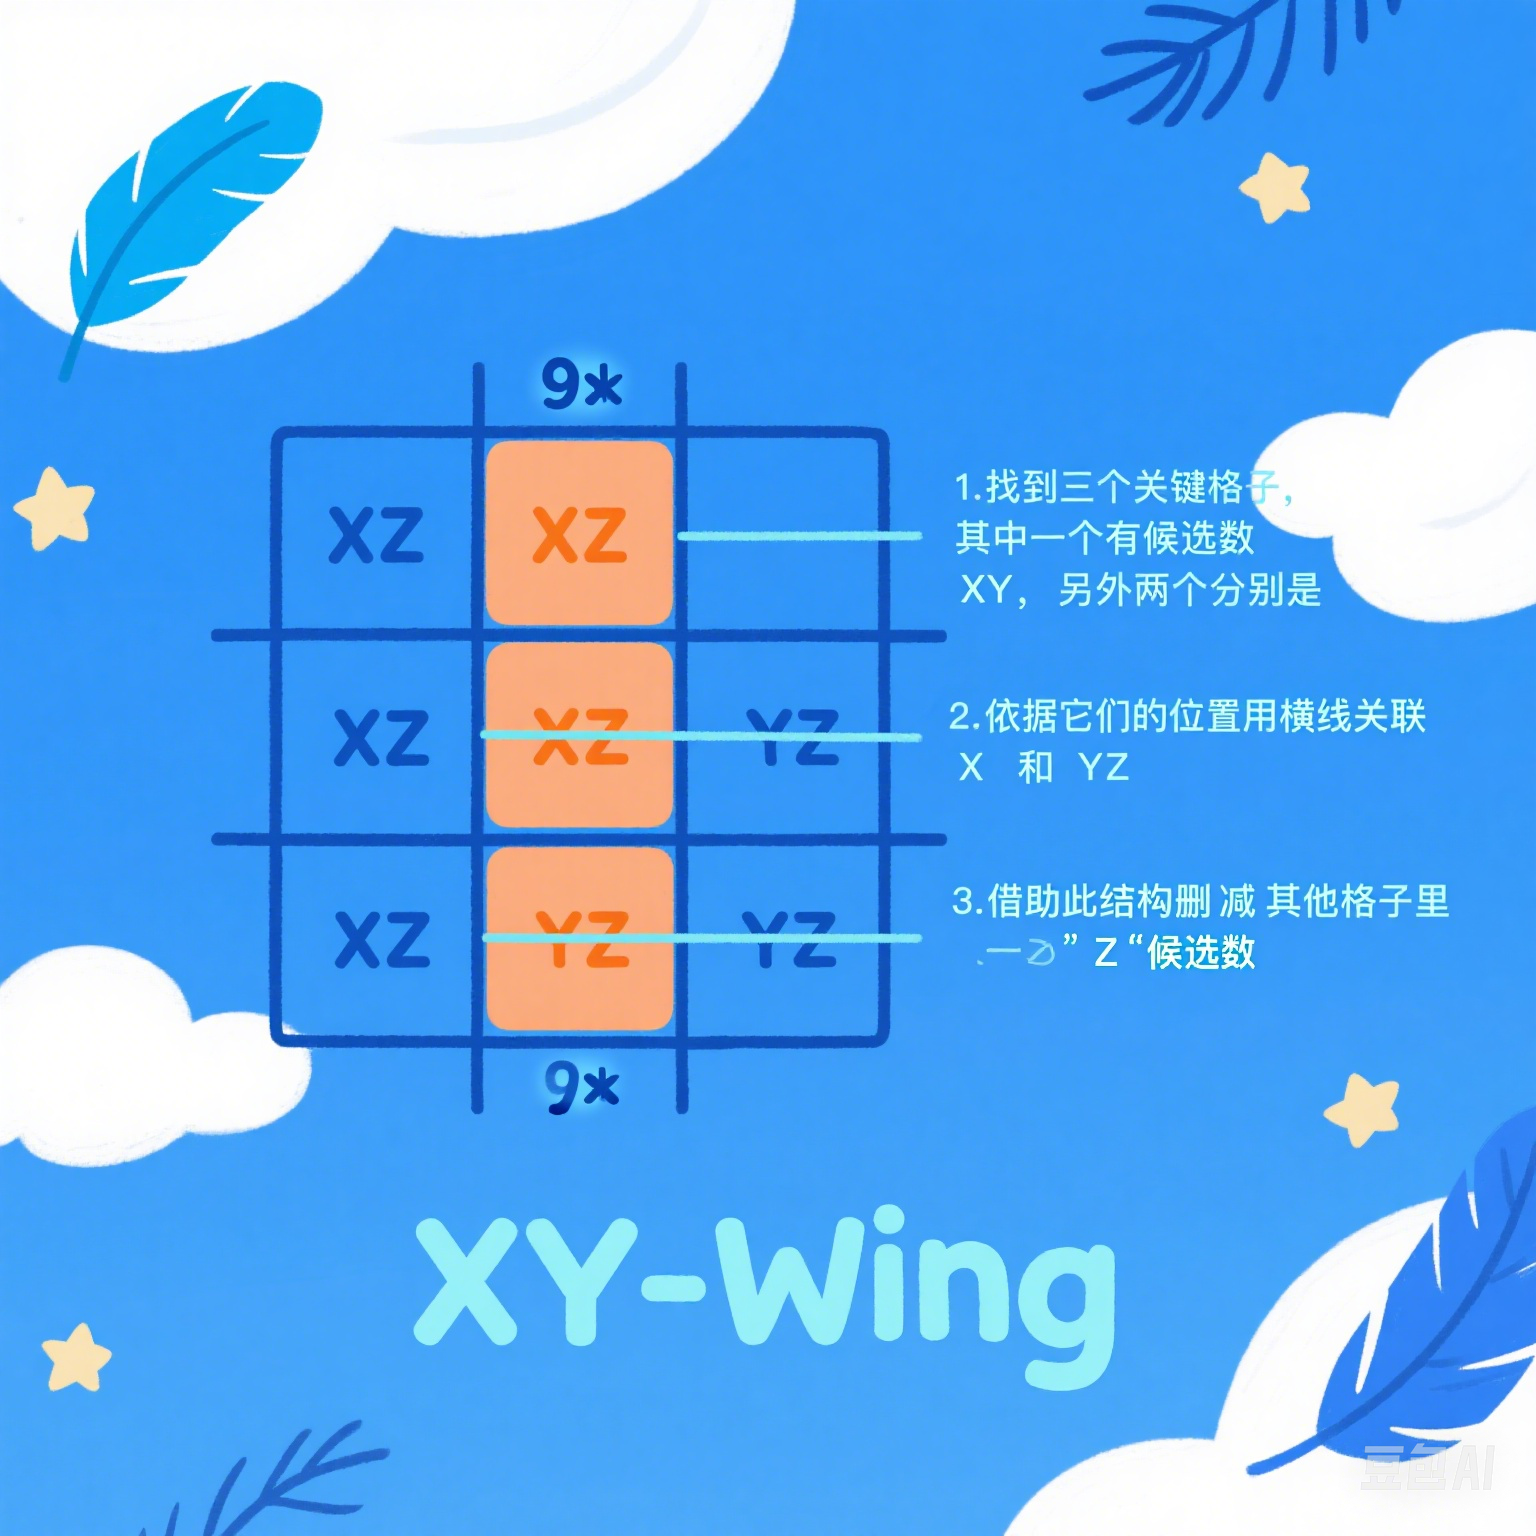 9*
XZ XZ
XZ XZ YZ
XZ YZ YZ
9*
1.找到三个关键格子，
其中一个有候选数
XY， 另外两个分别是
2.依据它们的位置用横线关联
X 和 YZ
3.借助此结构删 减 其他格子里
” Z “候选数
XY-Wing
豆包AI